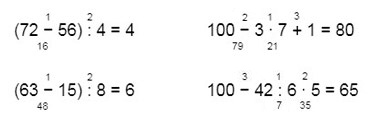 1 2
(72 − 56) : 4 = 4
16
2 1 3
100 − 3 · 7 + 1 = 80
79 21
1 2
(63 − 15) : 8 = 6
48
3 1 2
100 − 42 : 6 · 5 = 65
7 35